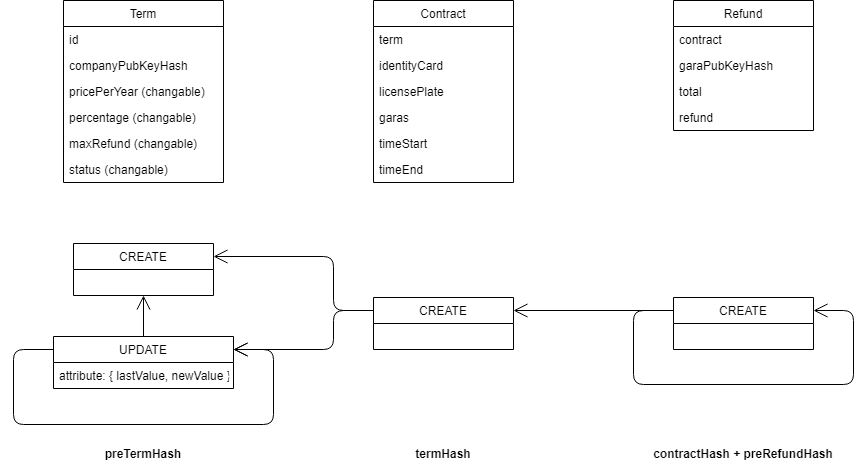 Term
id
companyPubKeyHash
pricePerYear (changable)
percentage (changable)
maxRefund (changable)
status (changable)
Contract
term
identityCard
licensePlate
garas
timeStart
timeEnd
Refund
contract
garaPubKeyHash
total
refund
CREATE
UPDATE
attribute: { lastValue, newValue }
CREATE
CREATE
preTermHash
termHash
contractHash + preRefundHash